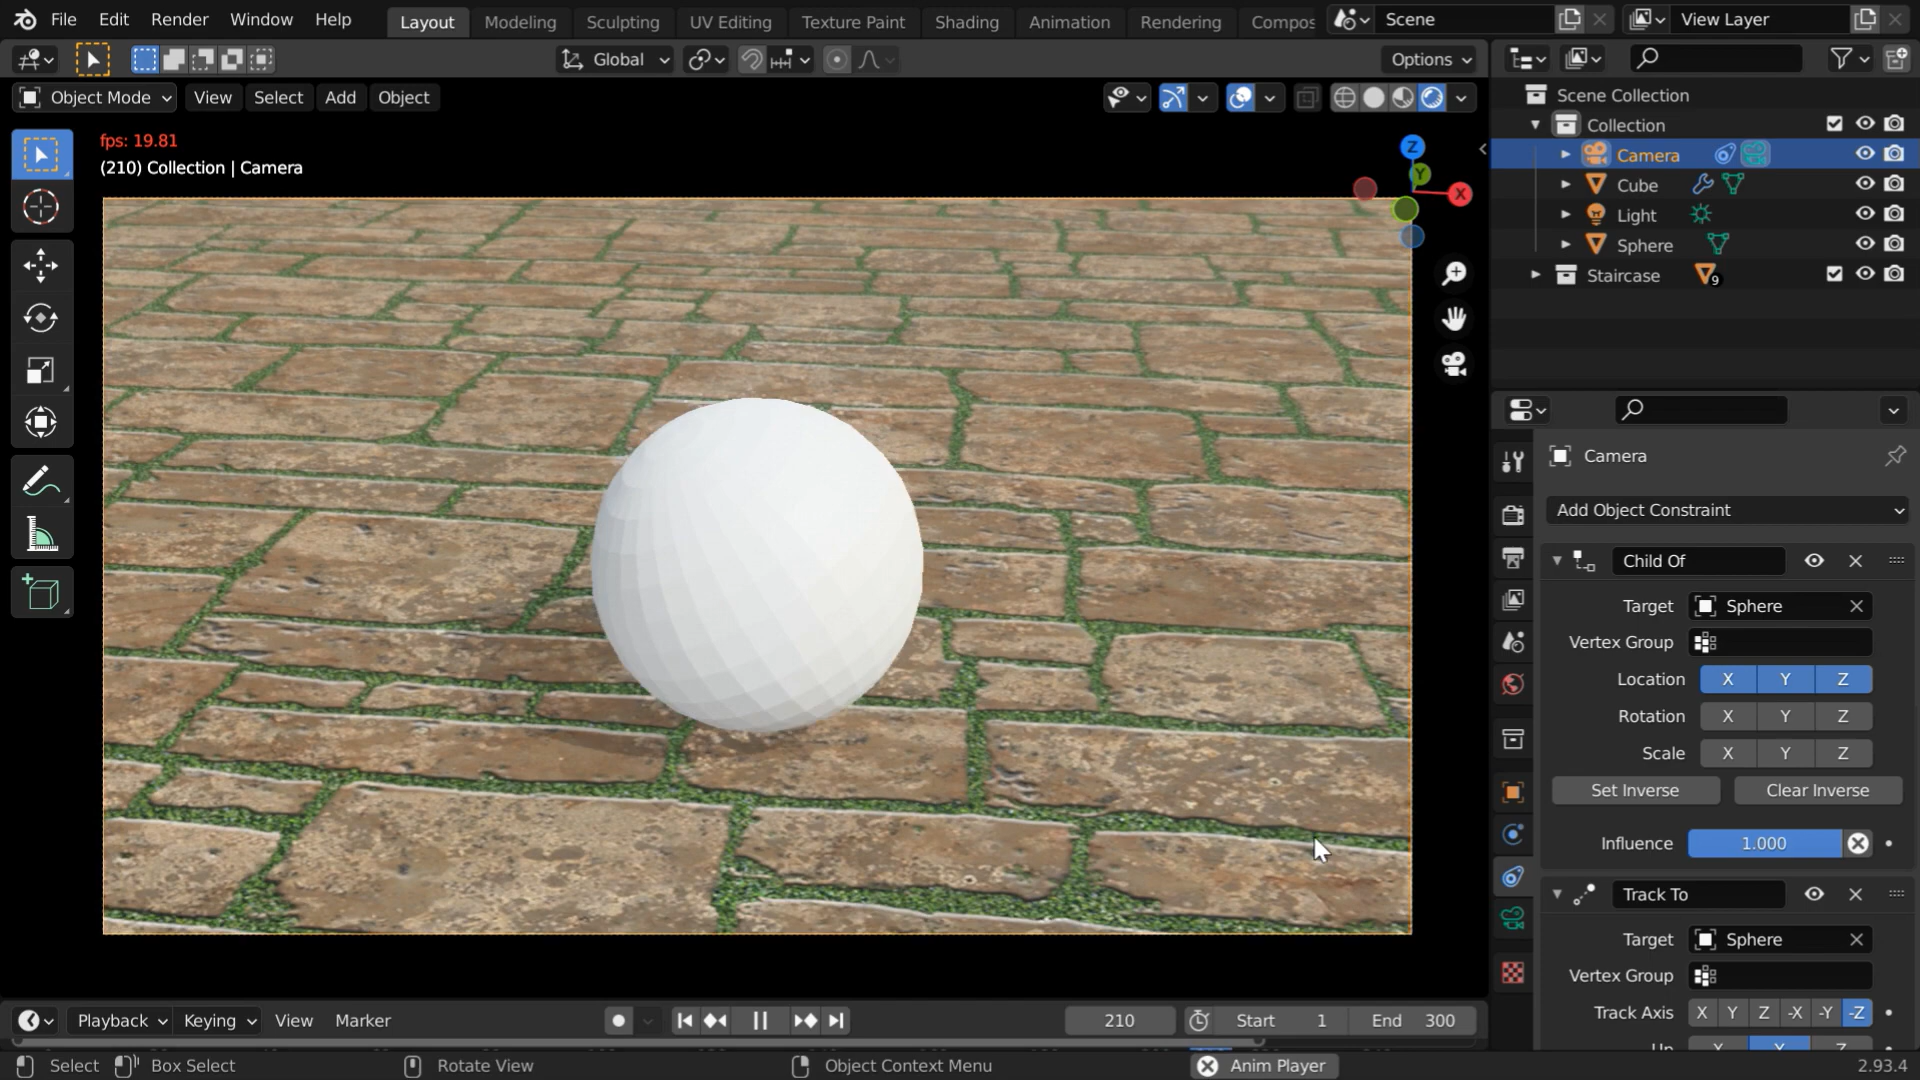 File Edit Render Window Help Layout Modeling Sculpting UV Editing Texture Paint Shading Animation Rendering Compos Scene View Layer
Global Options
Object Mode View Select Add Object
Scene Collection
Collection
fps: 19.81
(210) Collection | Camera
Z
Y
X
Camera
Cube
Light
Sphere
Staircase 9
Camera
Add Object Constraint
Child Of
Target Sphere
Vertex Group
Location X Y Z
Rotation X Y Z
Scale X Y Z
Set Inverse Clear Inverse
Influence 1.000
Track To
Target Sphere
Vertex Group
Track Axis X Y Z -X -Y -Z
Up X Y Z
Playback Keying View Marker 210 Start 1 End 300
Select Box Select Rotate View Object Context Menu Anim Player 2.93.4